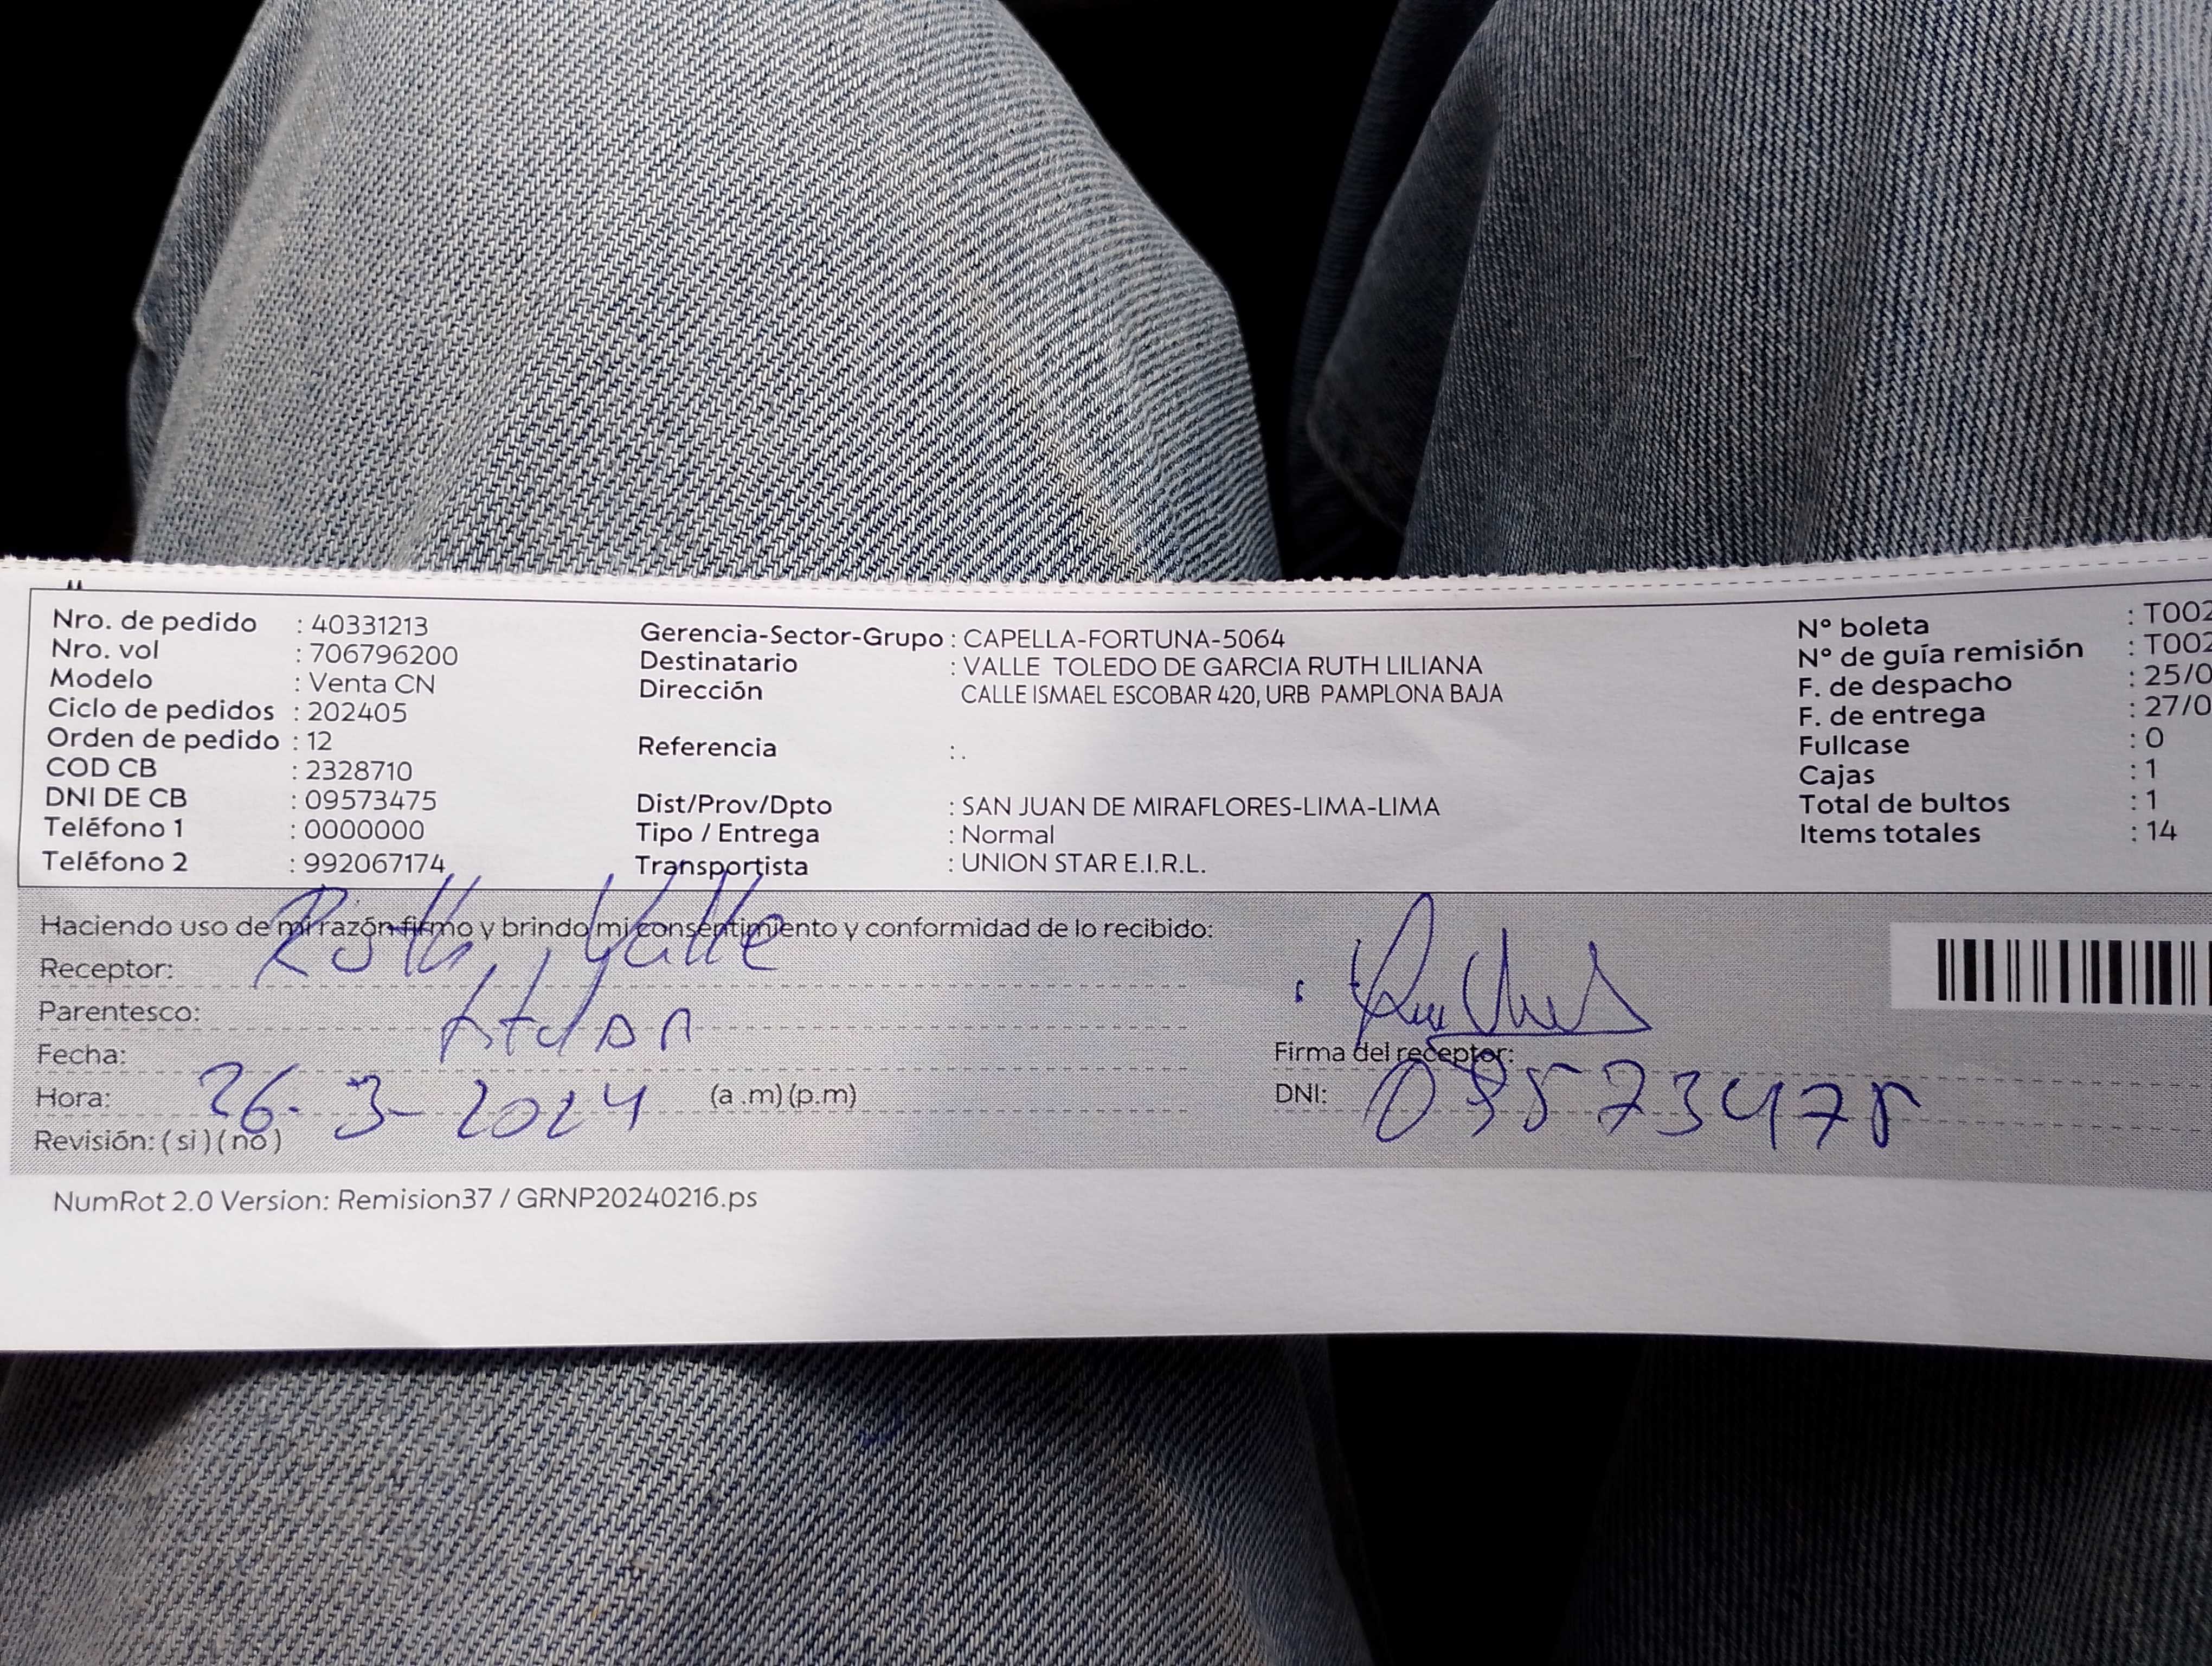 Nro. de pedido : 40331213
Nro. vol : 706796200
Modelo : Venta CN
Ciclo de pedidos : 202405
Orden de pedido : 12
COD CB : 2328710
DNI DE CB : 09573475
Teléfono 1 : 0000000
Teléfono 2 : 992067174
Gerencia-Sector-Grupo : CAPELLA-FORTUNA-5064
Destinatario : VALLE TOLEDO DE GARCIA RUTH LILIANA
Dirección CALLE ISMAEL ESCOBAR 420, URB PAMPLONA BAJA
Referencia : .
Dist/Prov/Dpto : SAN JUAN DE MIRAFLORES-LIMA-LIMA
Tipo / Entrega : Normal
Transportista : UNION STAR E.I.R.L.
N° boleta : T002
N° de guía remisión : T002
F. de despacho : 25/0
F. de entrega : 27/0
Fullcase : 0
Cajas : 1
Total de bultos : 1
Items totales : 14
Haciendo uso de mi razón firmo y brindo mi consentimiento y conformidad de lo recibido:
Receptor: Ruth Valle
Parentesco:
Fecha:
Hora: 26-3-2024 (a.m)(p.m)
Revisión: (si)(no)
Firma del receptor:
DNI: 09573475
NumRot 2.0 Version: Remision37 / GRNP20240216.ps